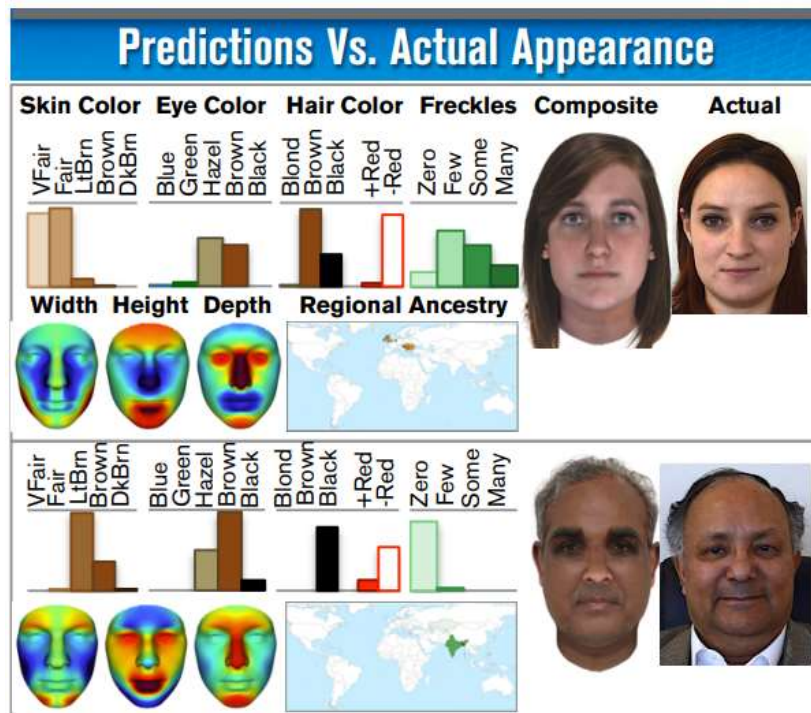 Predictions Vs. Actual Appearance
Skin Color Eye Color Hair Color Freckles Composite Actual
VFair Fair LtBrn Brown DkBrn Blue Green Hazel Brown Black Blond Brown Black +Red -Red Zero Few Some Many
Width Height Depth Regional Ancestry
VFair Fair LtBrn Brown DkBrn Blue Green Hazel Brown Black Blond Brown Black +Red -Red Zero Few Some Many